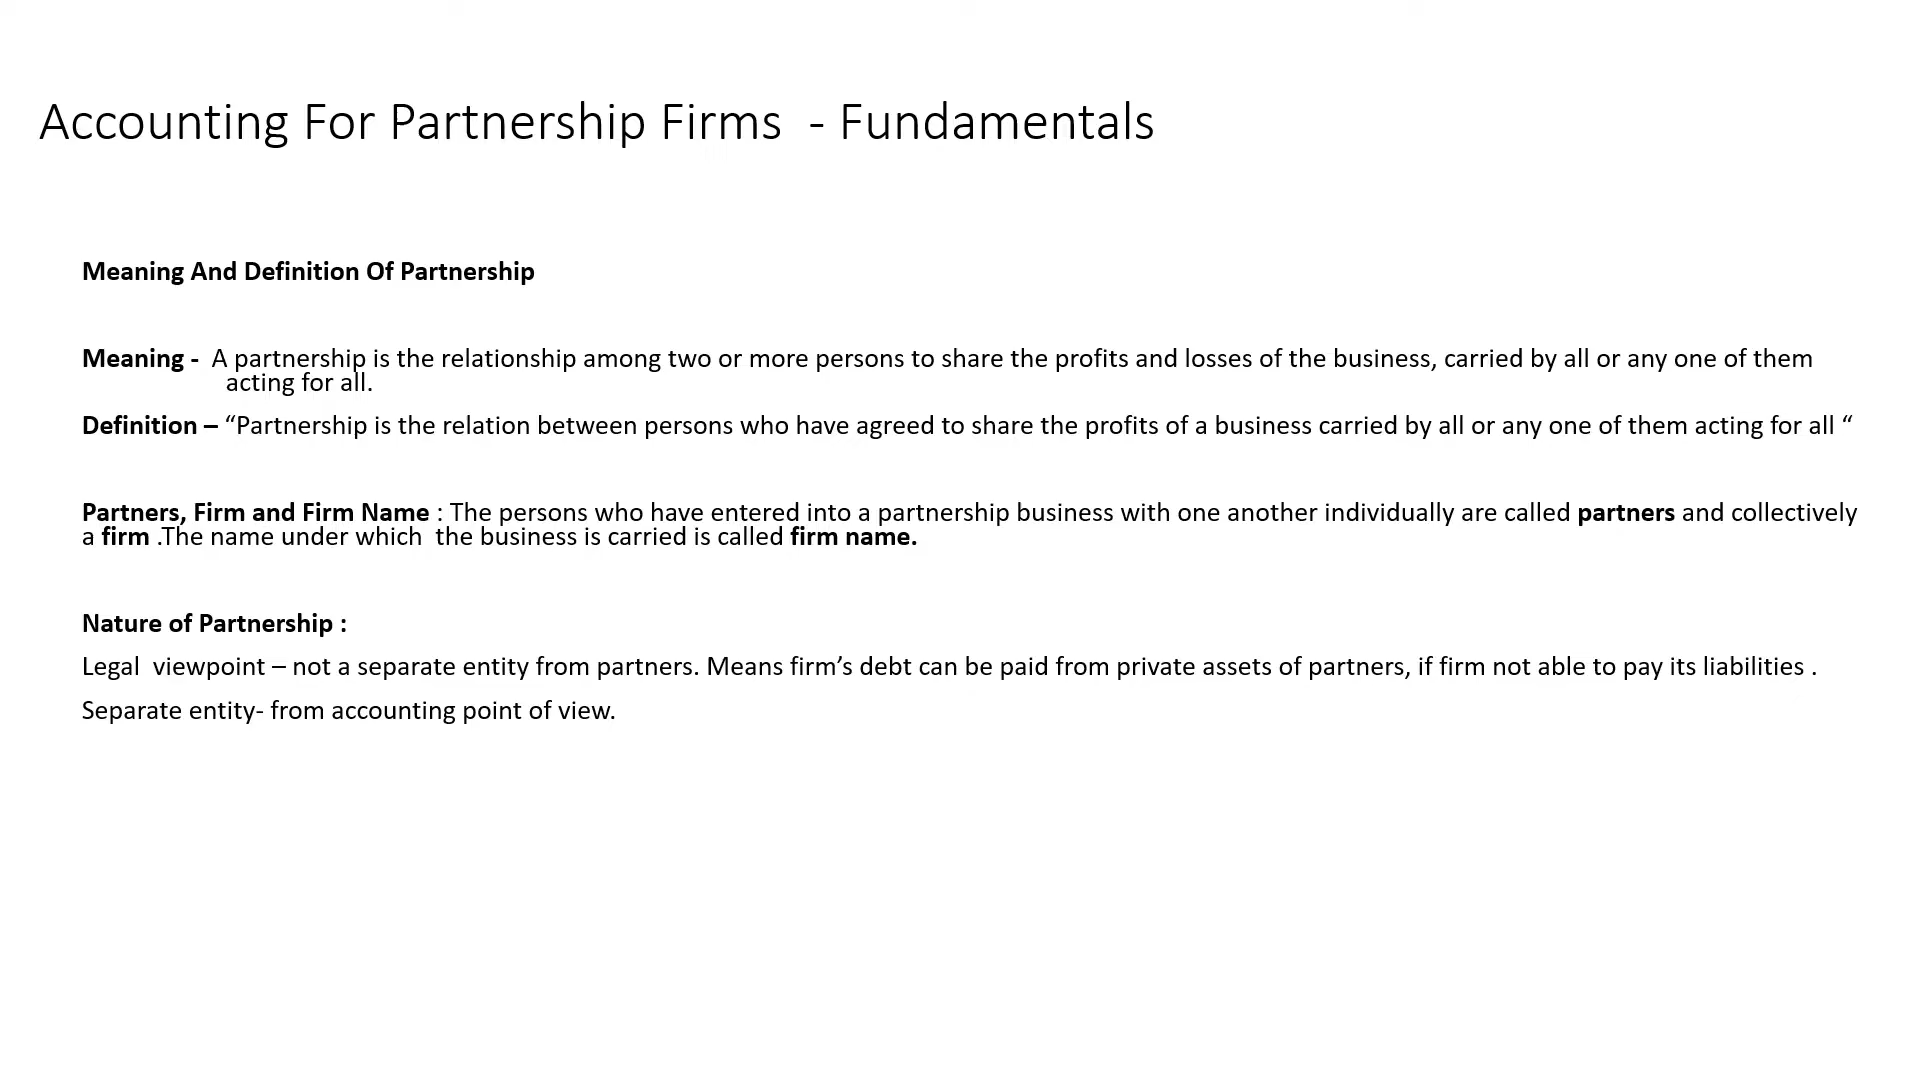 Accounting For Partnership Firms  - Fundamentals
Meaning And Definition Of Partnership
Meaning -  A partnership is the relationship among two or more persons to share the profits and losses of the business, carried by all or any one of them
acting for all.
Definition – “Partnership is the relation between persons who have agreed to share the profits of a business carried by all or any one of them acting for all “
Partners, Firm and Firm Name : The persons who have entered into a partnership business with one another individually are called partners and collectively
a firm .The name under which  the business is carried is called firm name.
Nature of Partnership :
Legal  viewpoint – not a separate entity from partners. Means firm’s debt can be paid from private assets of partners, if firm not able to pay its liabilities .
Separate entity- from accounting point of view.